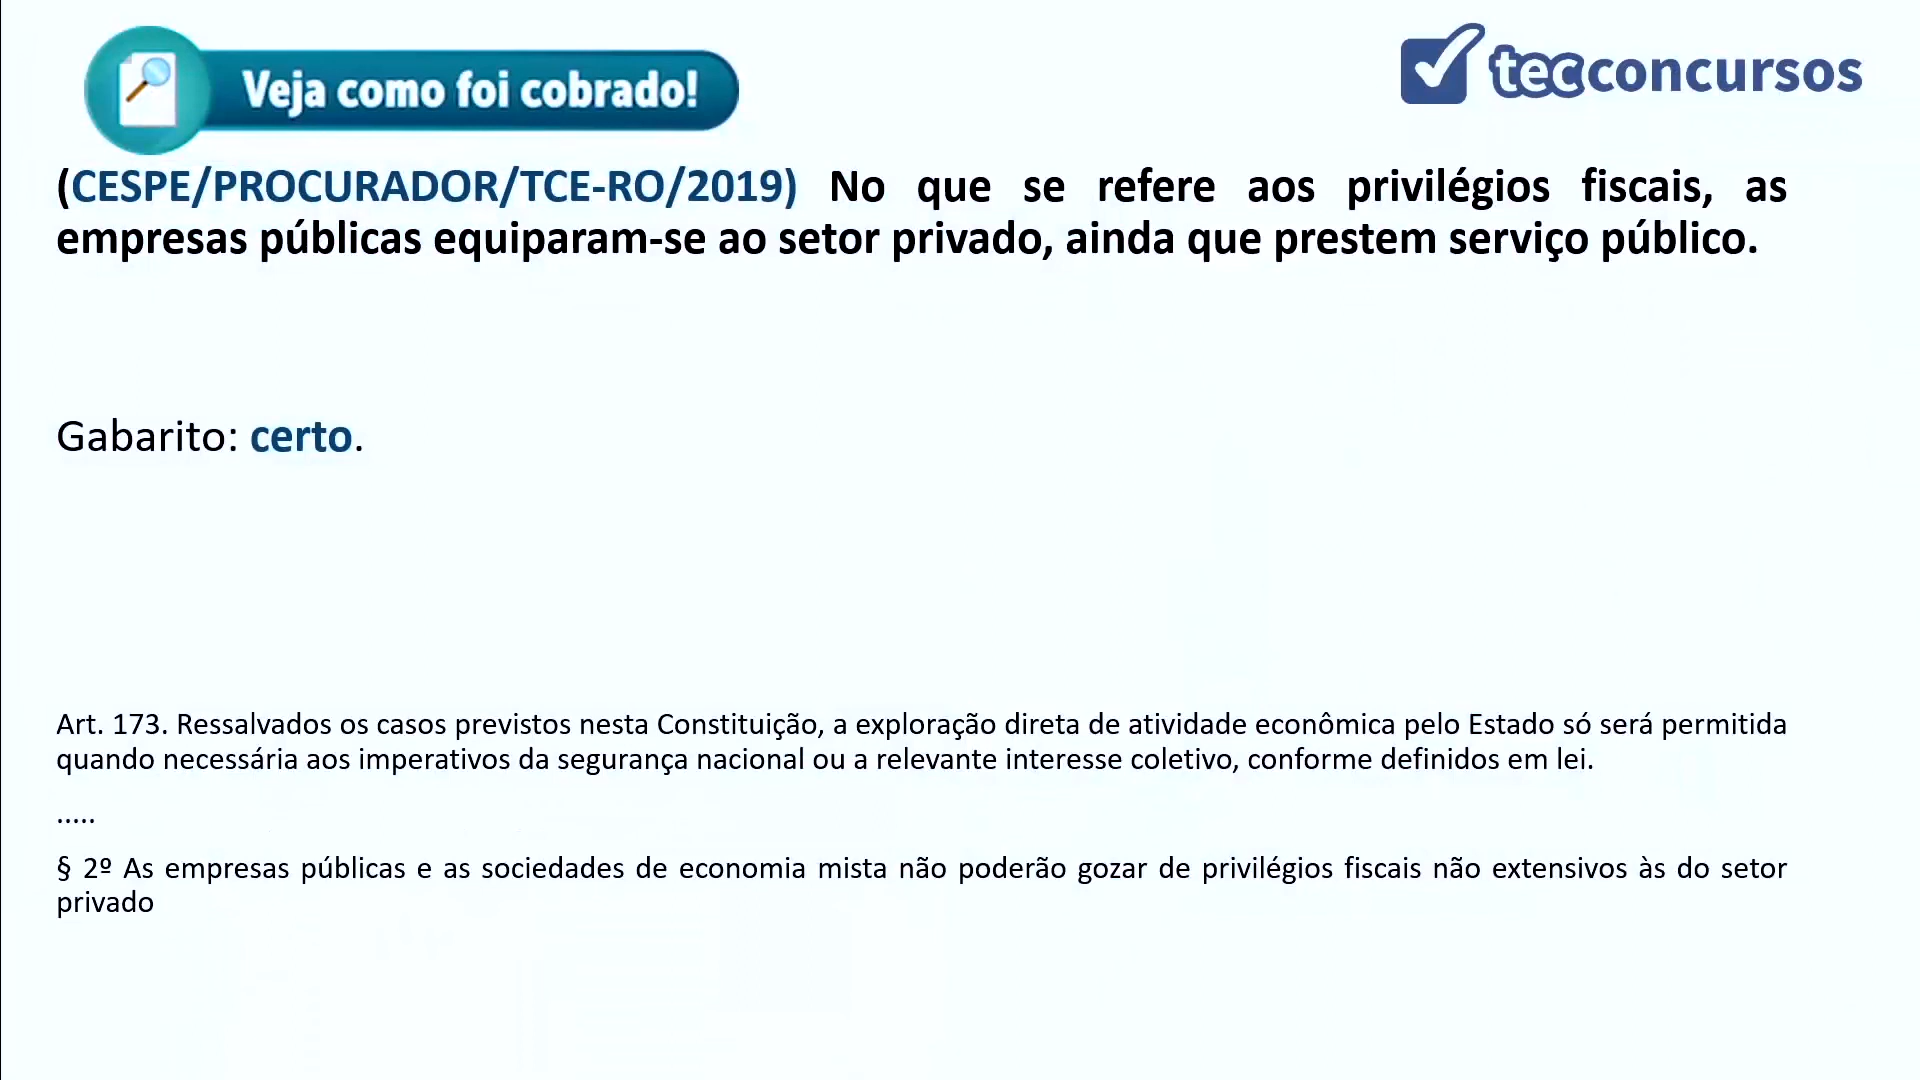 Veja como foi cobrado!
tecconcursos
(CESPE/PROCURADOR/TCE-RO/2019) No que se refere aos privilégios fiscais, as
empresas públicas equiparam-se ao setor privado, ainda que prestem serviço público.
Gabarito: certo.
Art. 173. Ressalvados os casos previstos nesta Constituição, a exploração direta de atividade econômica pelo Estado só será permitida
quando necessária aos imperativos da segurança nacional ou a relevante interesse coletivo, conforme definidos em lei.
.....
§ 2º As empresas públicas e as sociedades de economia mista não poderão gozar de privilégios fiscais não extensivos às do setor
privado